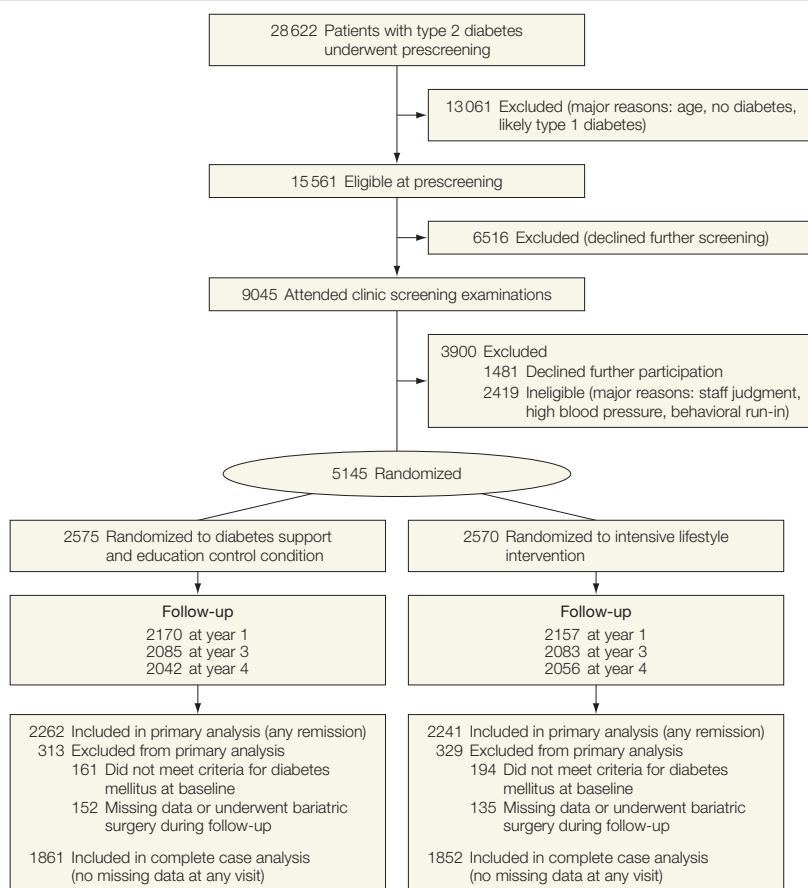 28 622 Patients with type 2 diabetes
underwent prescreening
13 061 Excluded (major reasons: age, no diabetes,
likely type 1 diabetes)
15 561 Eligible at prescreening
6516 Excluded (declined further screening)
9045 Attended clinic screening examinations
3900 Excluded
1481 Declined further participation
2419 Ineligible (major reasons: staff judgment,
high blood pressure, behavioral run-in)
5145 Randomized
2575 Randomized to diabetes support
and education control condition
Follow-up
2170 at year 1
2085 at year 3
2042 at year 4
2262 Included in primary analysis (any remission)
313 Excluded from primary analysis
161 Did not meet criteria for diabetes
mellitus at baseline
152 Missing data or underwent bariatric
surgery during follow-up
1861 Included in complete case analysis
(no missing data at any visit)
2570 Randomized to intensive lifestyle
intervention
Follow-up
2157 at year 1
2083 at year 3
2056 at year 4
2241 Included in primary analysis (any remission)
329 Excluded from primary analysis
194 Did not meet criteria for diabetes
mellitus at baseline
135 Missing data or underwent bariatric
surgery during follow-up
1852 Included in complete case analysis
(no missing data at any visit)